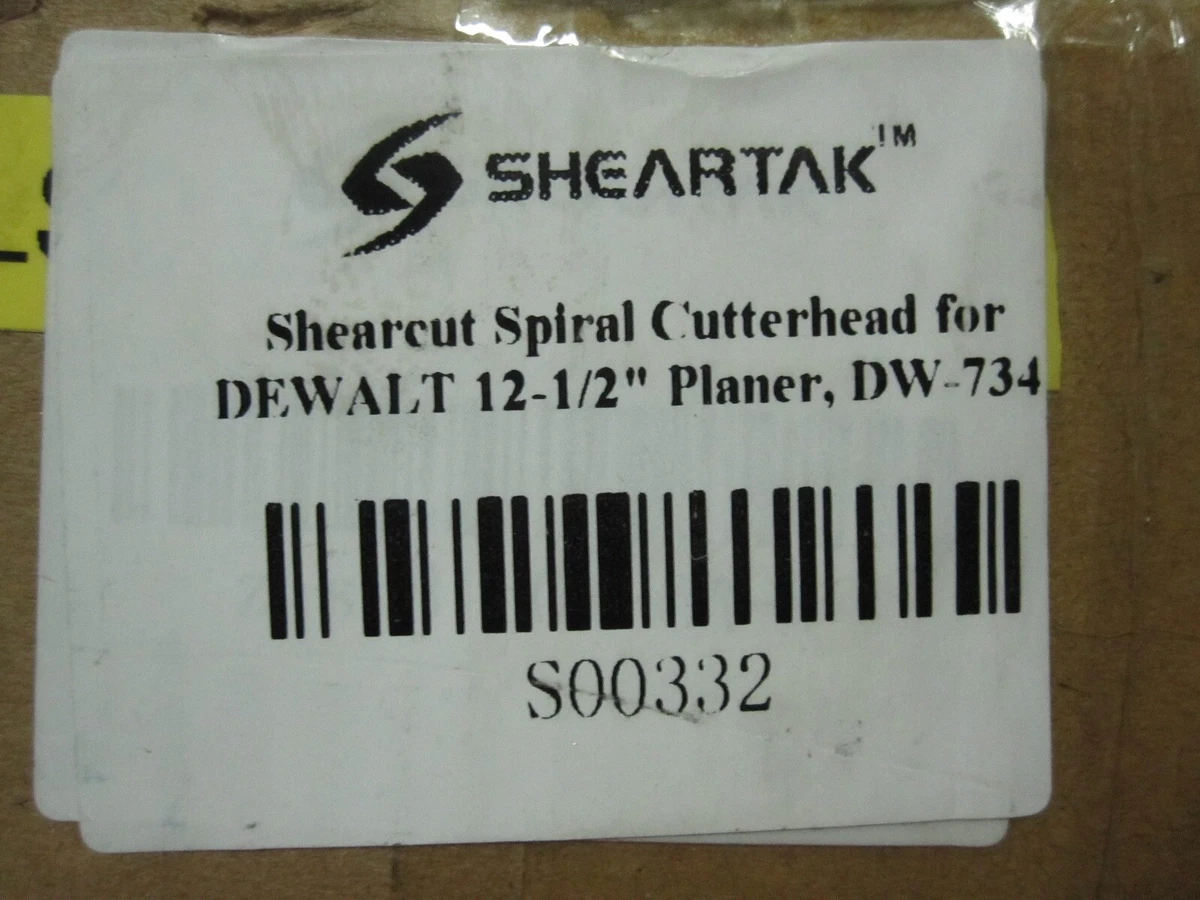 SHEARTAK™
Shearcut Spiral Cutterhead for
DEWALT 12-1/2" Planer, DW-734
S00332